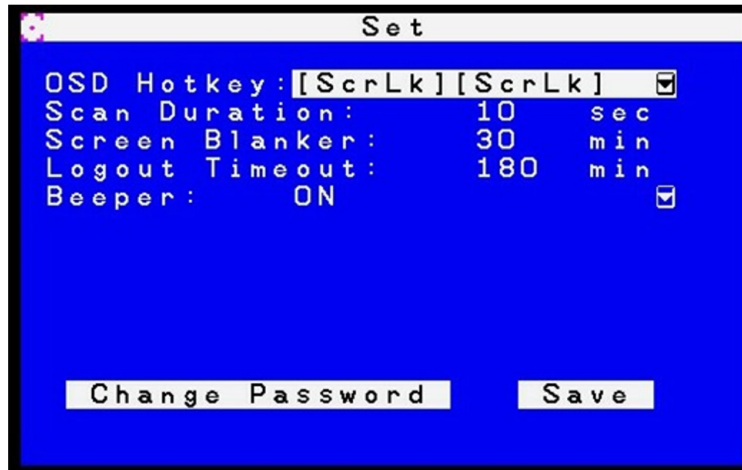 Set
OSD Hotkey:[ScrLk][ScrLk]
Scan Duration: 10 sec
Screen Blanker: 30 min
Logout Timeout: 180 min
Beeper: ON
Change Password Save